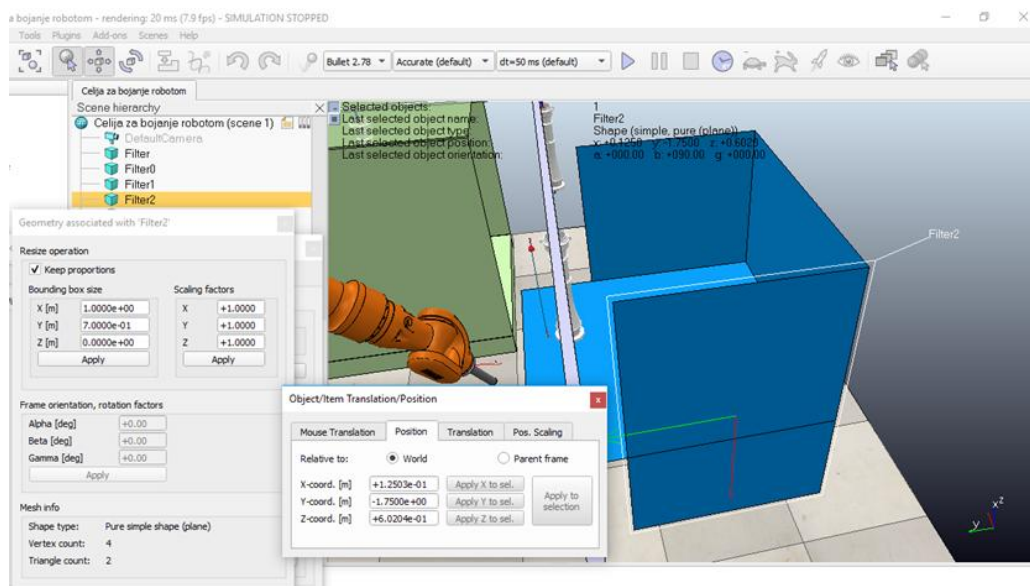 a bojanje robotom - rendering: 20 ms (7.9 fps) - SIMULATION STOPPED
Tools Plugins Add-ons Scenes Help
Bullet 2.78 Accurate (default) dt=50 ms (default)
Celija za bojanje robotom
Scene hierarchy
Celija za bojanje robotom (scene 1)
DefaultCamera
Filter
Filter0
Filter1
Filter2
Selected objects: 1
Last selected object name: Filter2
Last selected object type: Shape (simple, pure (plane))
Last selected object position: x: +0.1250 y: -1.7500 z: +0.6020
Last selected object orientation: a: +000.00 b: +090.00 g: +000.00
Filter2
Geometry associated with 'Filter2'
Resize operation
Keep proportions
Bounding box size Scaling factors
X [m] 1.0000e+00 X +1.0000
Y [m] 7.0000e-01 Y +1.0000
Z [m] 0.0000e+00 Z +1.0000
Apply Apply
Frame orientation, rotation factors
Alpha [deg] +0.00
Beta [deg] +0.00
Gamma [deg] +0.00
Apply
Mesh info
Shape type: Pure simple shape (plane)
Vertex count: 4
Triangle count: 2
Object/Item Translation/Position x
Mouse Translation Position Translation Pos. Scaling
Relative to: World Parent frame
X-coord. [m] +1.2503e-01 Apply X to sel.
Y-coord. [m] -1.7500e+00 Apply Y to sel.
Z-coord. [m] +6.0204e-01 Apply Z to sel.
Apply to
selection
x z
y